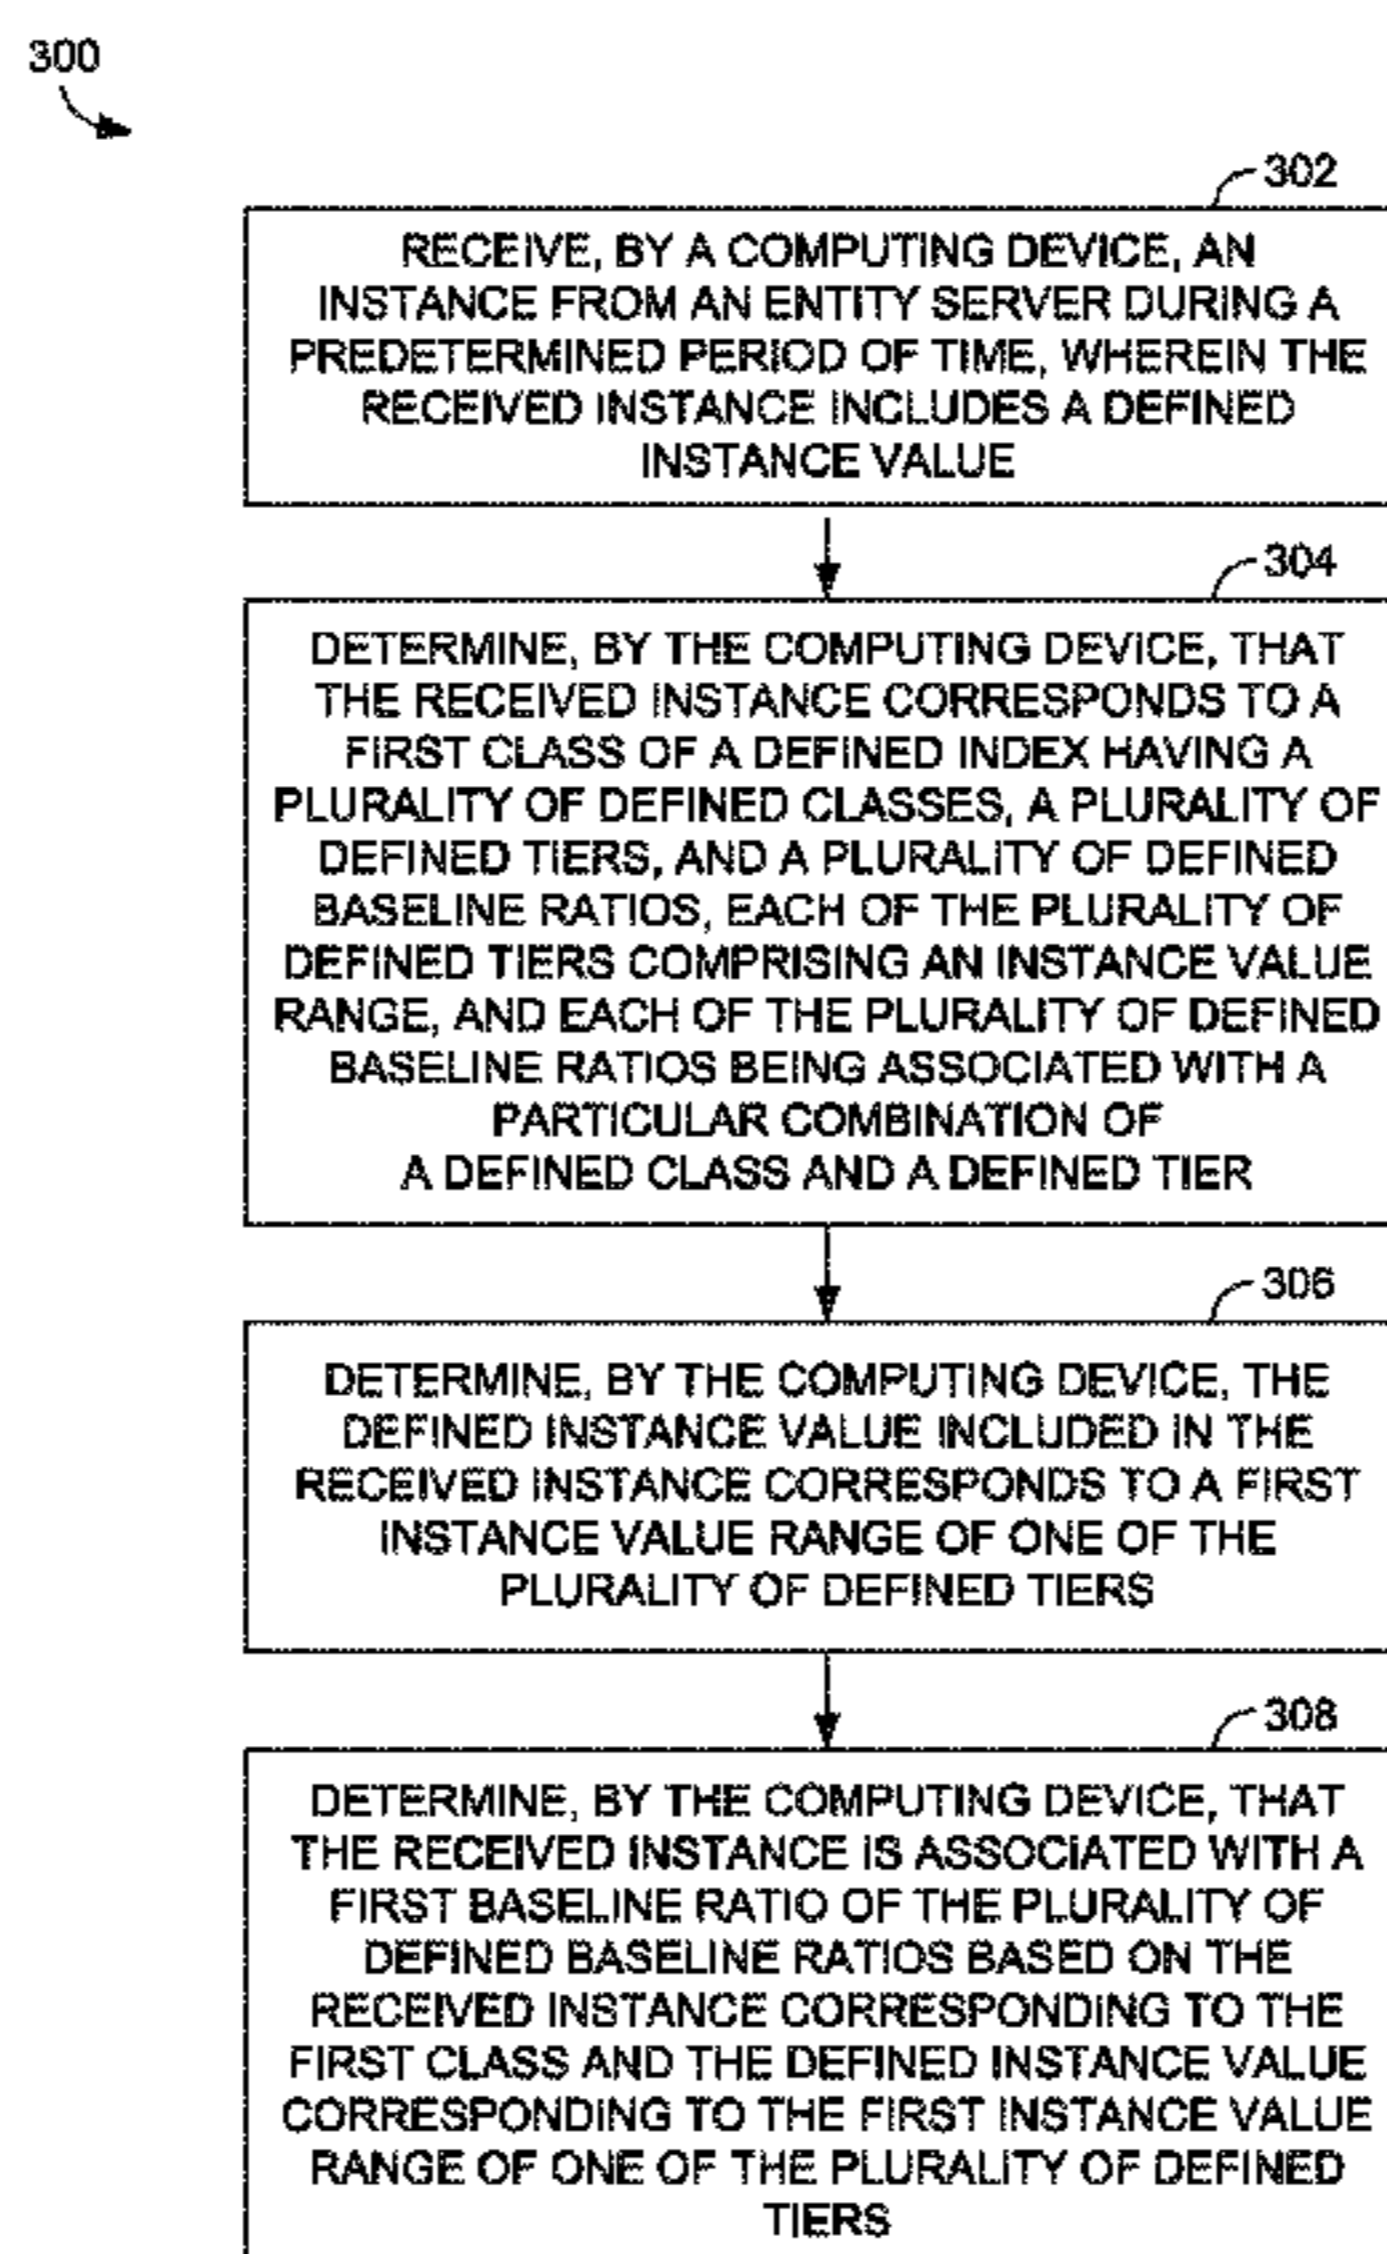 300
302
RECEIVE, BY A COMPUTING DEVICE, AN
INSTANCE FROM AN ENTITY SERVER DURING A
PREDETERMINED PERIOD OF TIME, WHEREIN THE
RECEIVED INSTANCE INCLUDES A DEFINED
INSTANCE VALUE
304
DETERMINE, BY THE COMPUTING DEVICE, THAT
THE RECEIVED INSTANCE CORRESPONDS TO A
FIRST CLASS OF A DEFINED INDEX HAVING A
PLURALITY OF DEFINED CLASSES, A PLURALITY OF
DEFINED TIERS, AND A PLURALITY OF DEFINED
BASELINE RATIOS, EACH OF THE PLURALITY OF
DEFINED TIERS COMPRISING AN INSTANCE VALUE
RANGE, AND EACH OF THE PLURALITY OF DEFINED
BASELINE RATIOS BEING ASSOCIATED WITH A
PARTICULAR COMBINATION OF
A DEFINED CLASS AND A DEFINED TIER
306
DETERMINE, BY THE COMPUTING DEVICE, THE
DEFINED INSTANCE VALUE INCLUDED IN THE
RECEIVED INSTANCE CORRESPONDS TO A FIRST
INSTANCE VALUE RANGE OF ONE OF THE
PLURALITY OF DEFINED TIERS
308
DETERMINE, BY THE COMPUTING DEVICE, THAT
THE RECEIVED INSTANCE IS ASSOCIATED WITH A
FIRST BASELINE RATIO OF THE PLURALITY OF
DEFINED BASELINE RATIOS BASED ON THE
RECEIVED INSTANCE CORRESPONDING TO THE
FIRST CLASS AND THE DEFINED INSTANCE VALUE
CORRESPONDING TO THE FIRST INSTANCE VALUE
RANGE OF ONE OF THE PLURALITY OF DEFINED
TIERS